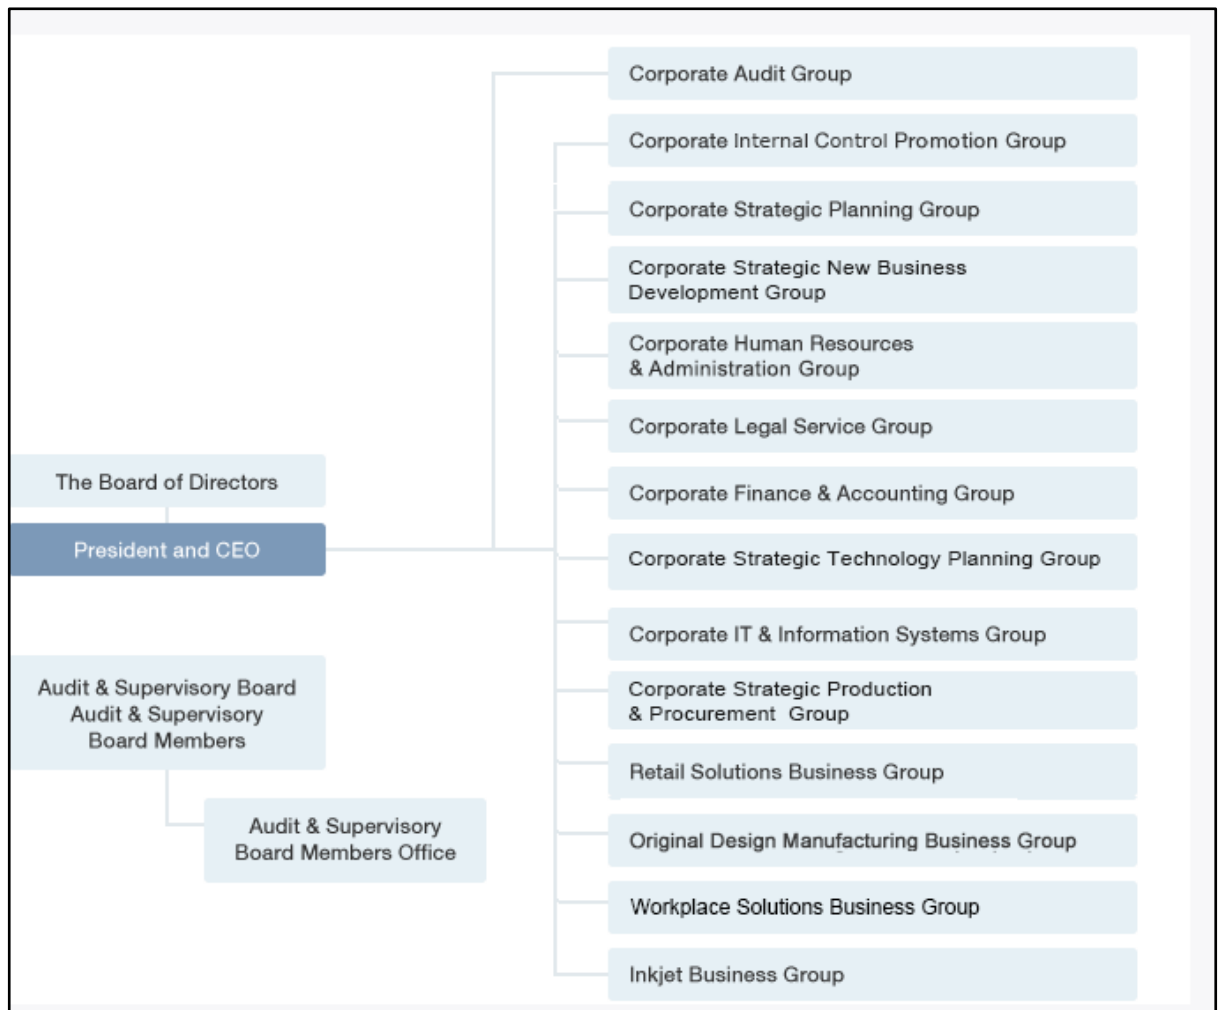 Corporate Audit Group
Corporate Internal Control Promotion Group
Corporate Strategic Planning Group
Corporate Strategic New Business
Development Group
Corporate Human Resources
& Administration Group
Corporate Legal Service Group
The Board of Directors
Corporate Finance & Accounting Group
President and CEO
Corporate Strategic Technology Planning Group
Corporate IT & Information Systems Group
Audit & Supervisory Board
Audit & Supervisory
Board Members
Corporate Strategic Production
& Procurement Group
Retail Solutions Business Group
Audit & Supervisory
Board Members Office
Original Design Manufacturing Business Group
Workplace Solutions Business Group
Inkjet Business Group